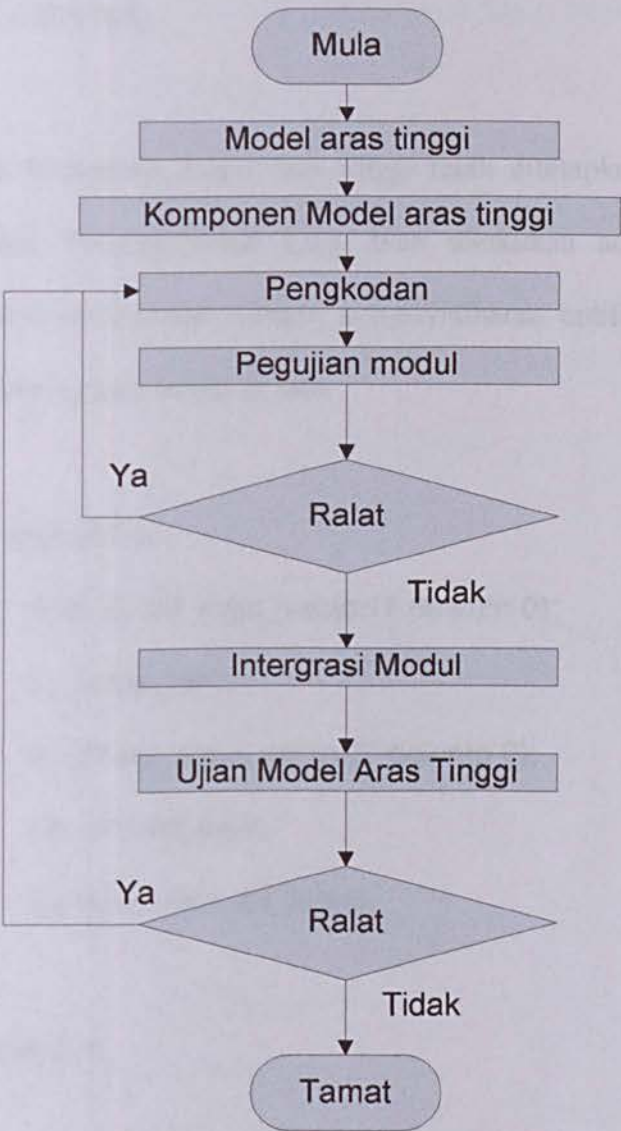 Mula
Model aras tinggi
Komponen Model aras tinggi
Pengkodan
Pegujian modul
Ya
Ralat
Tidak
Intergrasi Modul
Ujian Model Aras Tinggi
Ya
Ralat
Tidak
Tamat